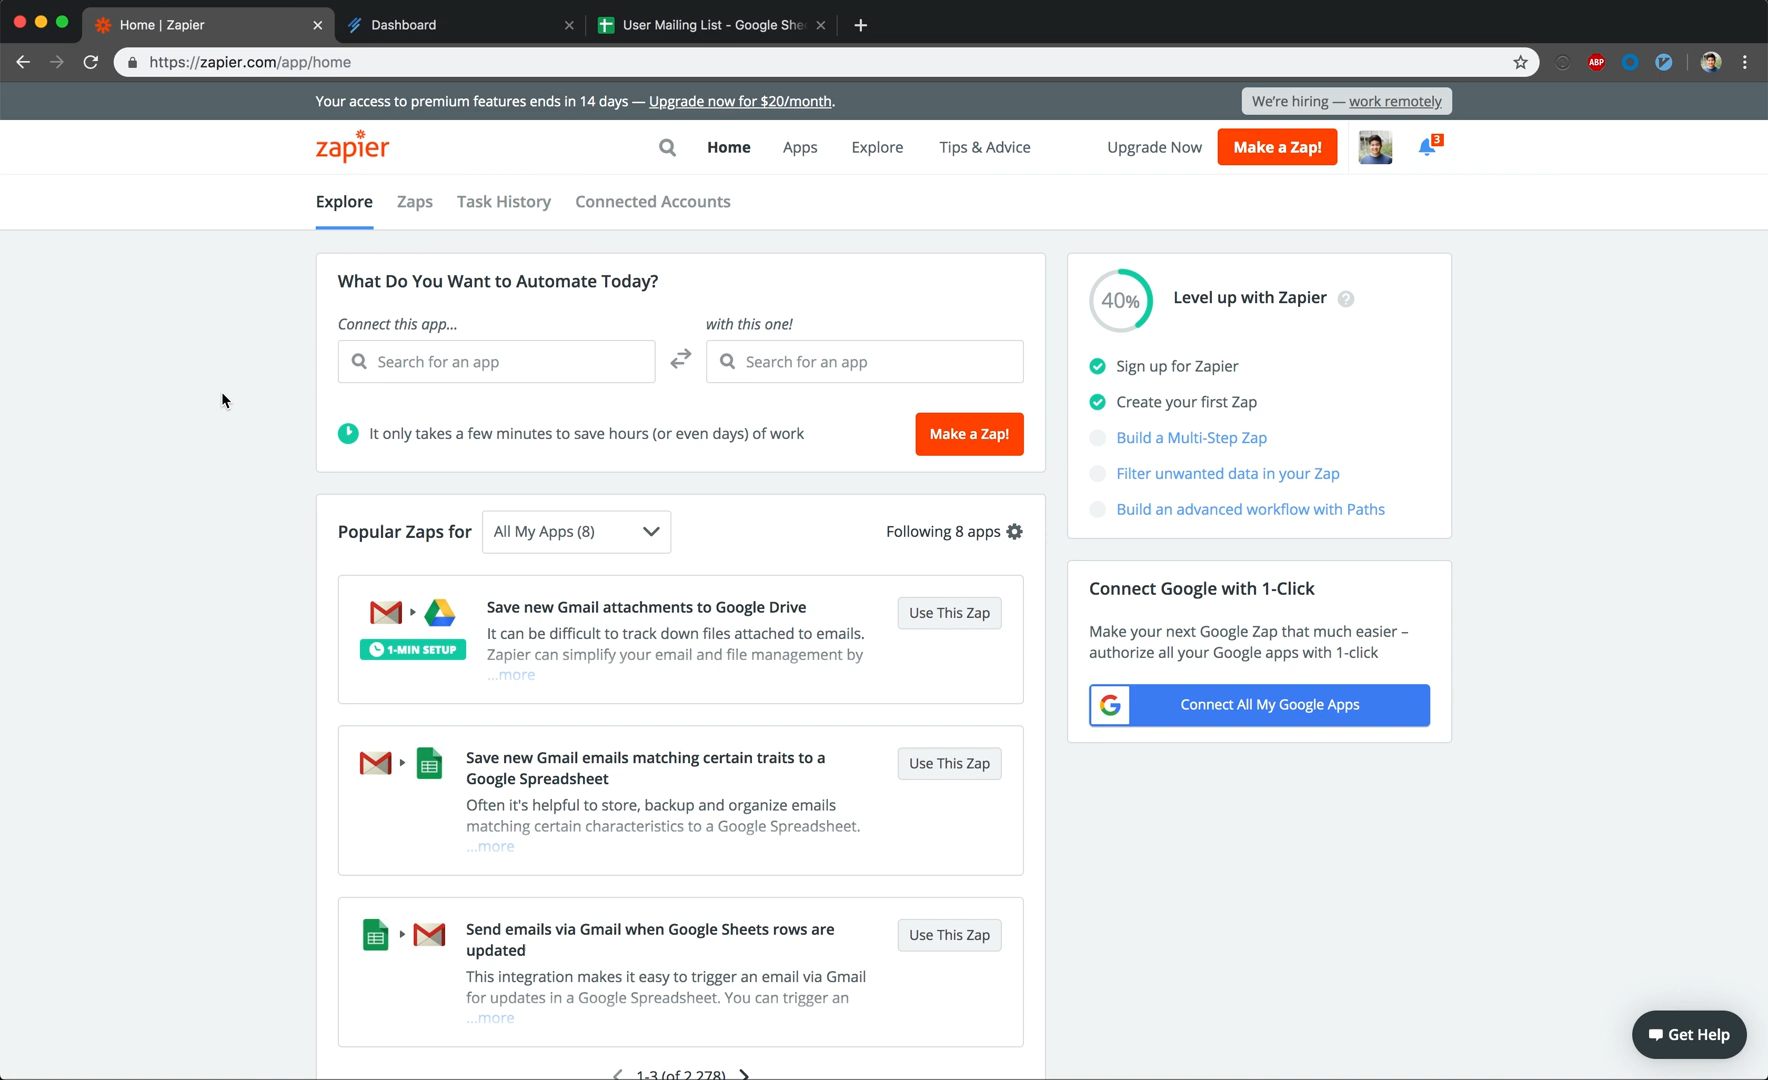 Home | Zapier
Dashboard
User Mailing List - Google She
https://zapier.com/app/home
ABP
Your access to premium features ends in 14 days — Upgrade now for $20/month.
We're hiring — work remotely
zapier
Home
Apps
Explore
Tips & Advice
Upgrade Now
Make a Zap!
3
Explore
Zaps
Task History
Connected Accounts
What Do You Want to Automate Today?
Connect this app...
with this one!
Search for an app
Search for an app
It only takes a few minutes to save hours (or even days) of work
Make a Zap!
Popular Zaps for
All My Apps (8)
Following 8 apps
1-MIN SETUP
Save new Gmail attachments to Google Drive
It can be difficult to track down files attached to emails.
Zapier can simplify your email and file management by
...more
Use This Zap
Save new Gmail emails matching certain traits to a
Google Spreadsheet
Often it's helpful to store, backup and organize emails
matching certain characteristics to a Google Spreadsheet.
...more
Use This Zap
Send emails via Gmail when Google Sheets rows are
updated
This integration makes it easy to trigger an email via Gmail
for updates in a Google Spreadsheet. You can trigger an
...more
Use This Zap
1-3 (of 2,278)
40%
Level up with Zapier
?
Sign up for Zapier
Create your first Zap
Build a Multi-Step Zap
Filter unwanted data in your Zap
Build an advanced workflow with Paths
Connect Google with 1-Click
Make your next Google Zap that much easier –
authorize all your Google apps with 1-click
G
Connect All My Google Apps
Get Help